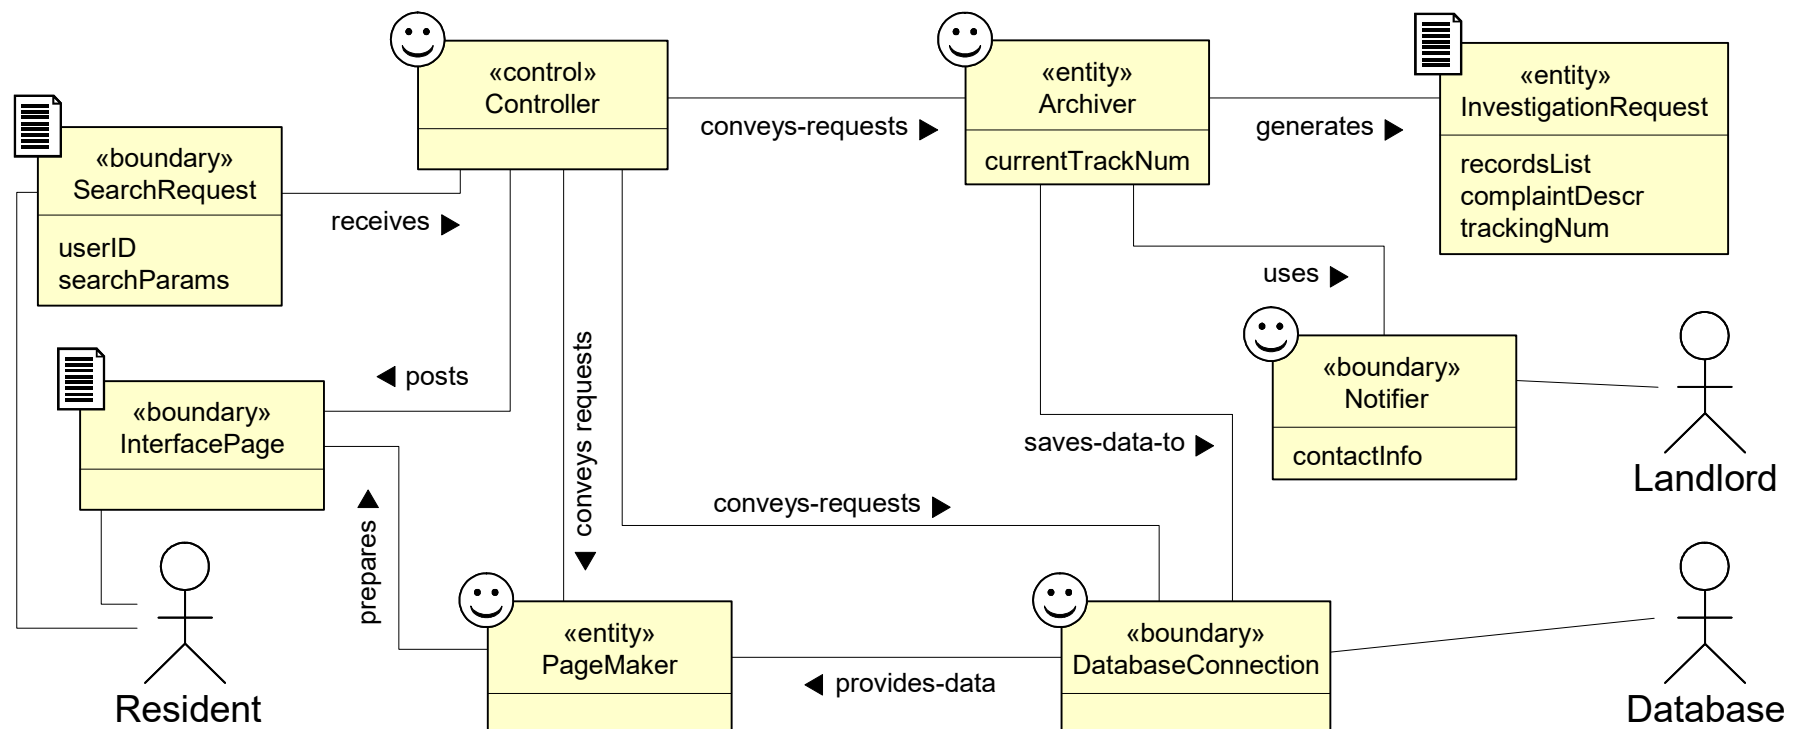 «control»
Controller
conveys-requests
«entity»
Archiver
currentTrackNum
generates
«entity»
InvestigationRequest
recordsList
complaintDescr
trackingNum
«boundary»
SearchRequest
userID
searchParams
receives
uses
posts
conveys requests
«boundary»
InterfacePage
«boundary»
Notifier
contactInfo
Landlord
saves-data-to
conveys-requests
prepares
Resident
«entity»
PageMaker
provides-data
«boundary»
DatabaseConnection
Database